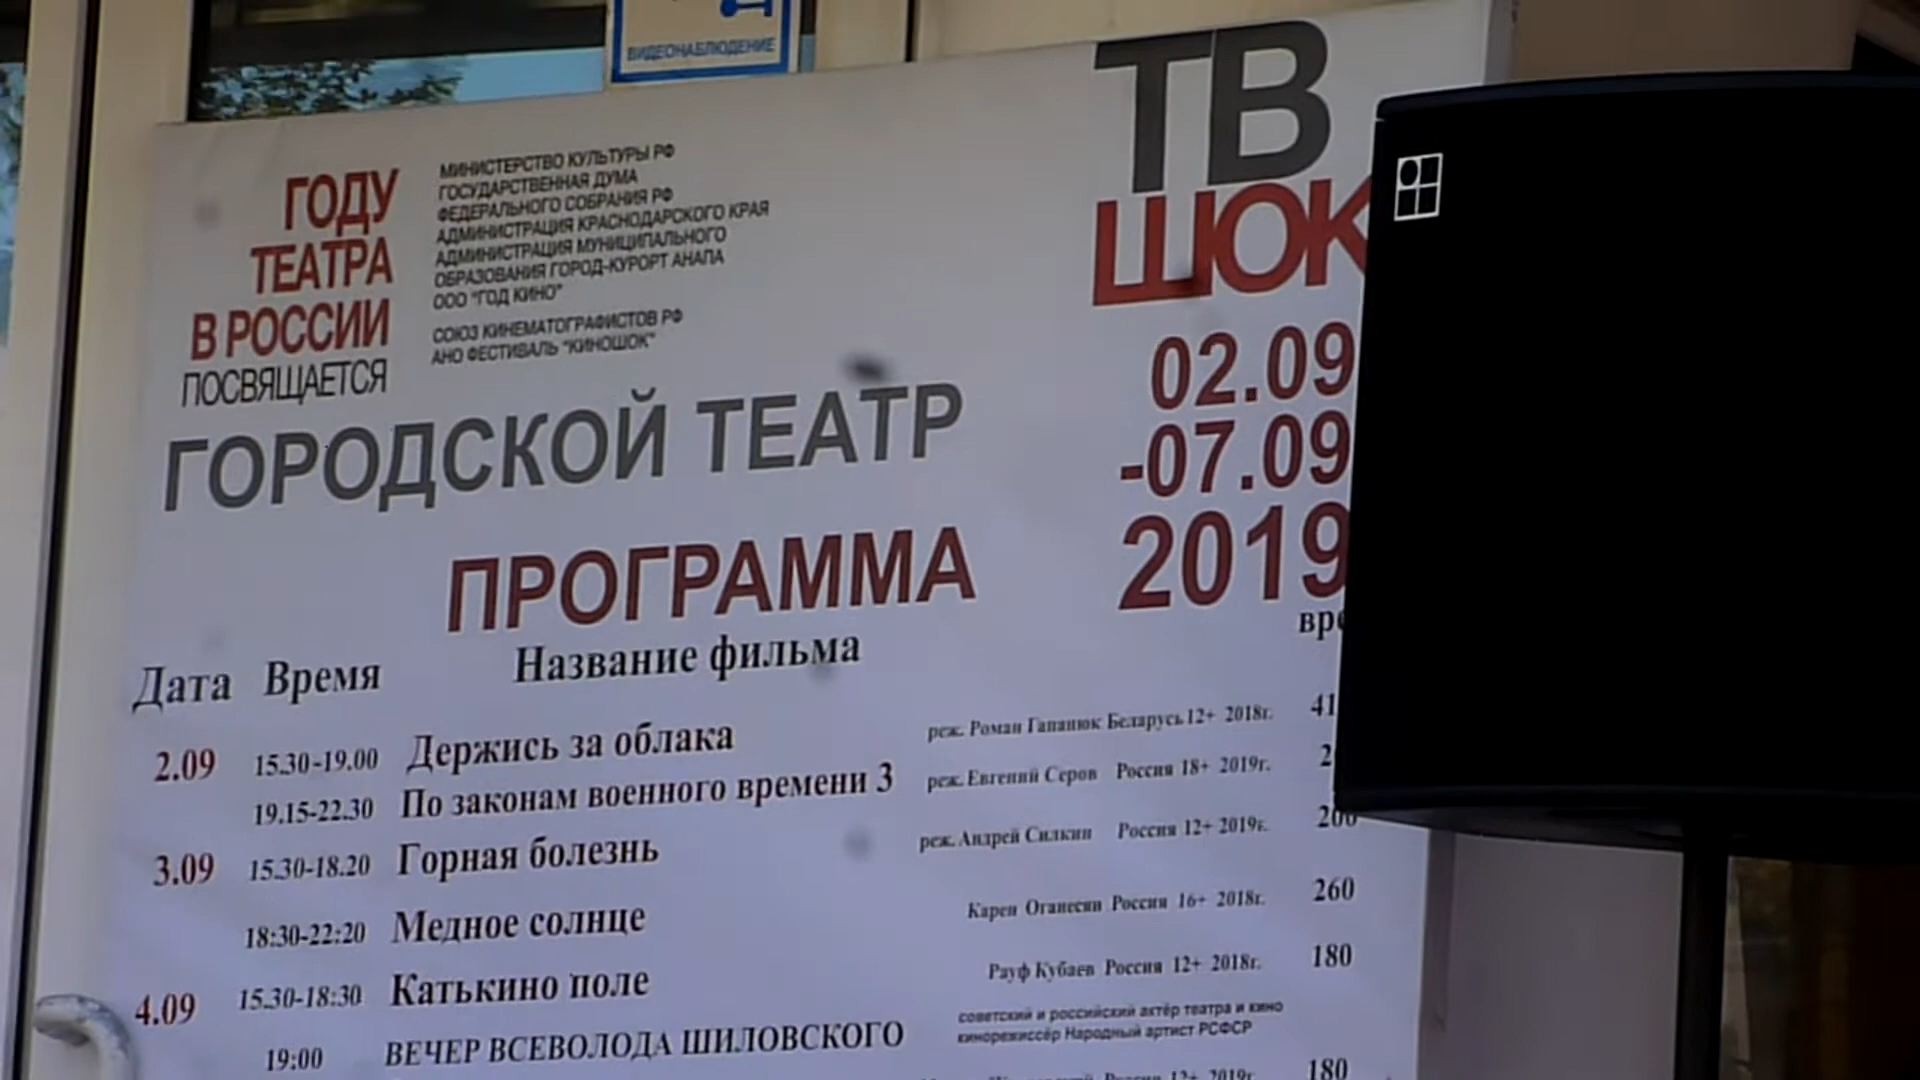 ВИДЕОНАБЛЮДЕНИЕ
ТВ
ШОК
ГОДУ
ТЕАТРА
В РОССИИ
ПОСВЯЩАЕТСЯ
МИНИСТЕРСТВО КУЛЬТУРЫ РФ
ГОСУДАРСТВЕННАЯ ДУМА
ФЕДЕРАЛЬНОГО СОБРАНИЯ РФ
АДМИНИСТРАЦИЯ КРАСНОДАРСКОГО КРАЯ
АДМИНИСТРАЦИЯ МУНИЦИПАЛЬНОГО
ОБРАЗОВАНИЯ ГОРОД-КУРОРТ АНАПА
ООО "ГОД КИНО"
СОЮЗ КИНЕМАТОГРАФИСТОВ РФ
АНО ФЕСТИВАЛЬ "КИНОШОК"
02.09
-07.09
2019
ГОРОДСКОЙ ТЕАТР
ПРОГРАММА
Дата Время Название фильма
2.09 15.30-19.00 Держись за облака реж. Роман Гапанюк Беларусь 12+ 2018г.
19.15-22.30 По законам военного времени 3 реж. Евгений Серов Россия 18+ 2019г.
3.09 15.30-18.20 Горная болезнь реж. Андрей Силкин Россия 12+ 2019г. 200
18:30-22:20 Медное солнце Карен Оганесян Россия 16+ 2018г. 260
4.09 15.30-18:30 Катькино поле Рауф Кубаев Россия 12+ 2018г. 180
19:00 ВЕЧЕР ВСЕВОЛОДА ШИЛОВСКОГО советский и российский актёр театра и кино
кинорежиссёр Народный артист РСФСР
Россия 12+ 2019г. 180